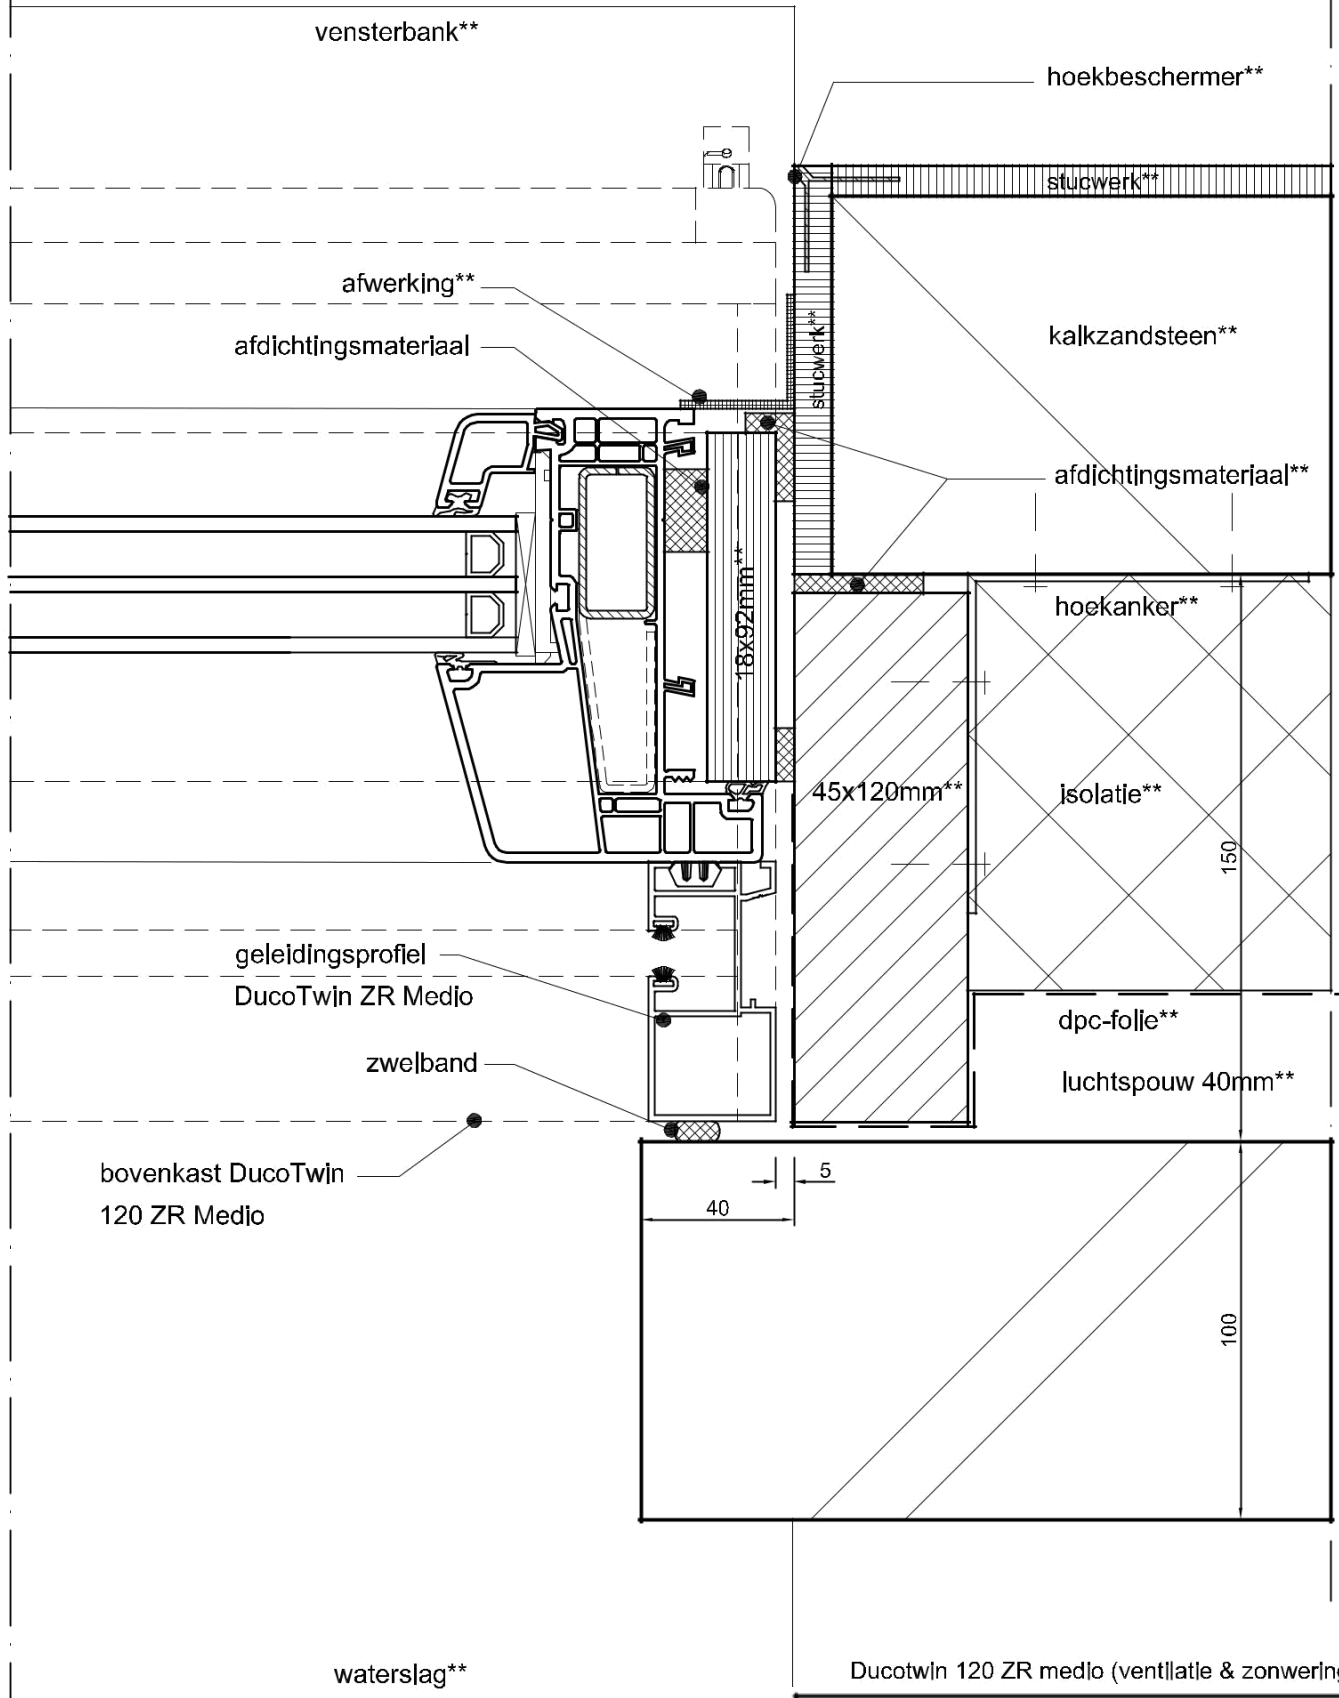 vensterbank**
hoekbeschermer**
stucwerk**
afwerking**
stucwerk**
kalkzandsteen**
afdichtingsmateriaal
afdichtingsmateriaal**
18x92mm**
hoekanker**
45x120mm**
isolatie**
150
geleidingsprofiel
DucoTwin ZR Medio
dpc-folie**
zwelband
luchtspouw 40mm**
bovenkast DucoTwin
120 ZR Medio
5
40
100
waterslag**
Ducotwin 120 ZR medio (ventilatie & zonwering